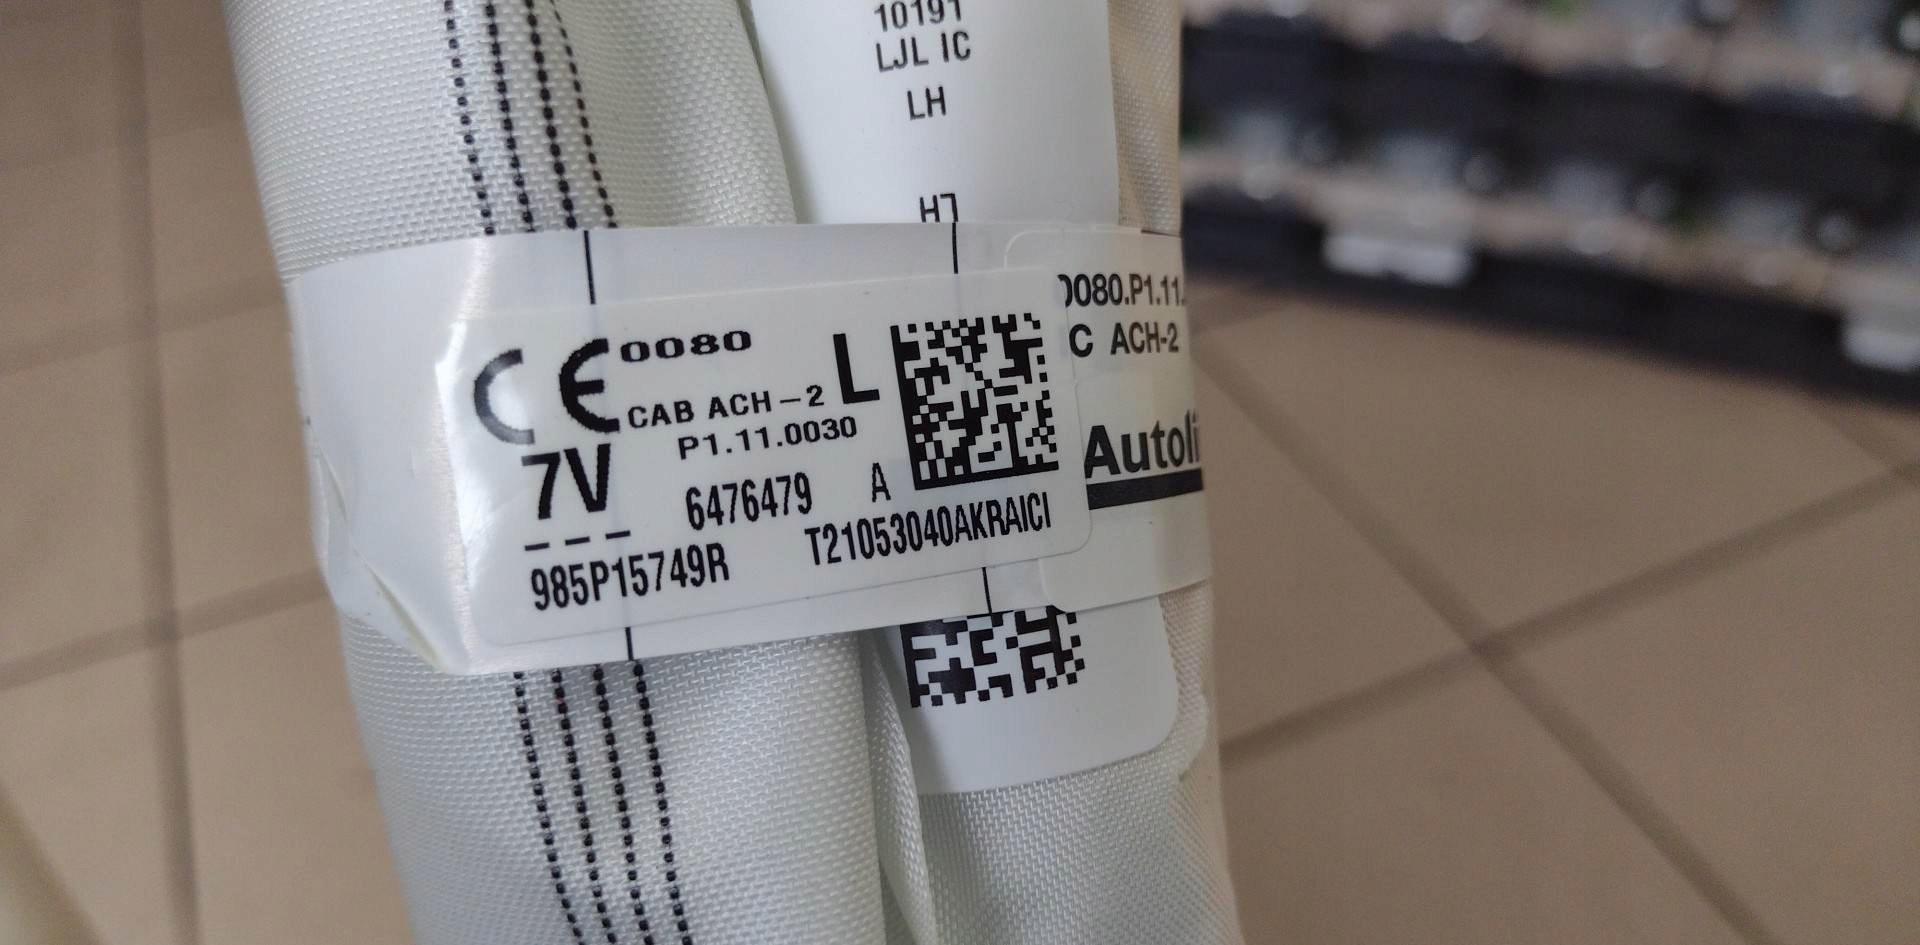 10191
LJL IC
LH
LH
CE 0080
CAB ACH-2 L
P1.11.0030
7V
6476479 A
---
985P15749R T21053040AKRAICI
0080.P1.11.
C ACH-2
Autoli